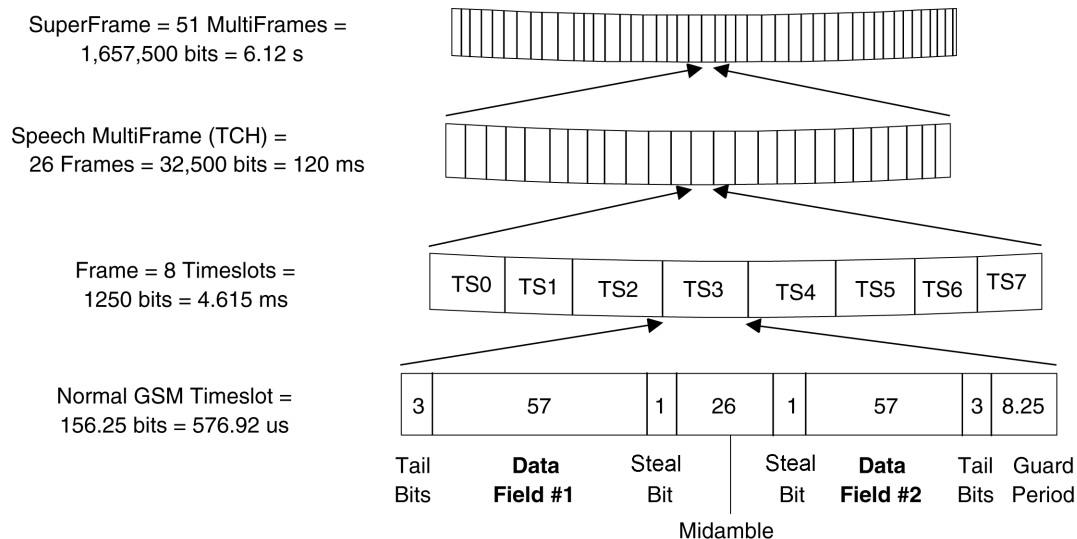 SuperFrame = 51 MultiFrames =
1,657,500 bits = 6.12 s
Speech MultiFrame (TCH) =
26 Frames = 32,500 bits = 120 ms
Frame = 8 Timeslots =
1250 bits = 4.615 ms
TS0 TS1 TS2 TS3 TS4 TS5 TS6 TS7
Normal GSM Timeslot =
156.25 bits = 576.92 us
3 57 1 26 1 57 3 8.25
Tail Bits
Data Field #1
Steal Bit
Midamble
Steal Bit
Data Field #2
Tail Bits
Guard Period